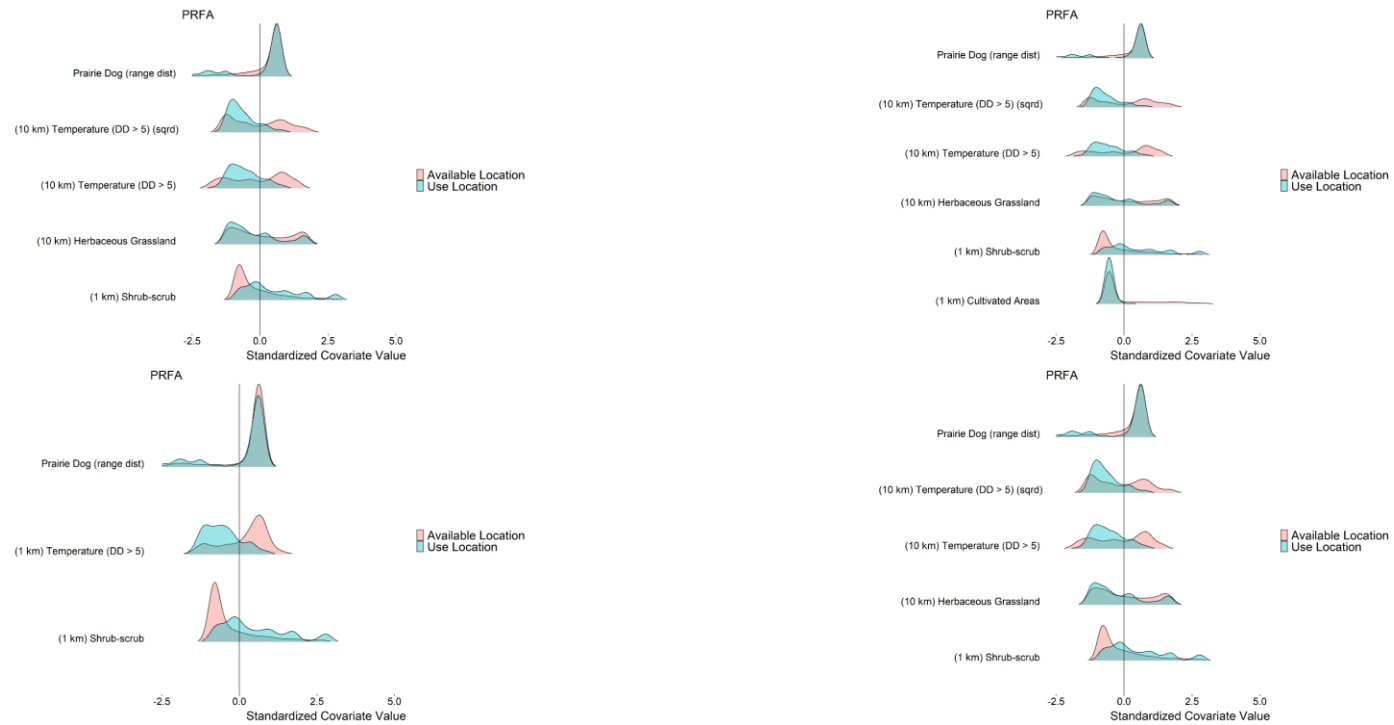 PRFA
Prairie Dog (range dist)
(10 km) Temperature (DD > 5) (sqrd)
(10 km) Temperature (DD > 5)
(10 km) Herbaceous Grassland
(1 km) Shrub-scrub
Available Location
Use Location
-2.5 0.0 2.5 5.0
Standardized Covariate Value
PRFA
Prairie Dog (range dist)
(10 km) Temperature (DD > 5) (sqrd)
(10 km) Temperature (DD > 5)
(10 km) Herbaceous Grassland
(1 km) Shrub-scrub
(1 km) Cultivated Areas
Available Location
Use Location
-2.5 0.0 2.5 5.0
Standardized Covariate Value
PRFA
Prairie Dog (range dist)
(1 km) Temperature (DD > 5)
(1 km) Shrub-scrub
Available Location
Use Location
-2.5 0.0 2.5 5.0
Standardized Covariate Value
PRFA
Prairie Dog (range dist)
(10 km) Temperature (DD > 5) (sqrd)
(10 km) Temperature (DD > 5)
(10 km) Herbaceous Grassland
(1 km) Shrub-scrub
Available Location
Use Location
-2.5 0.0 2.5 5.0
Standardized Covariate Value